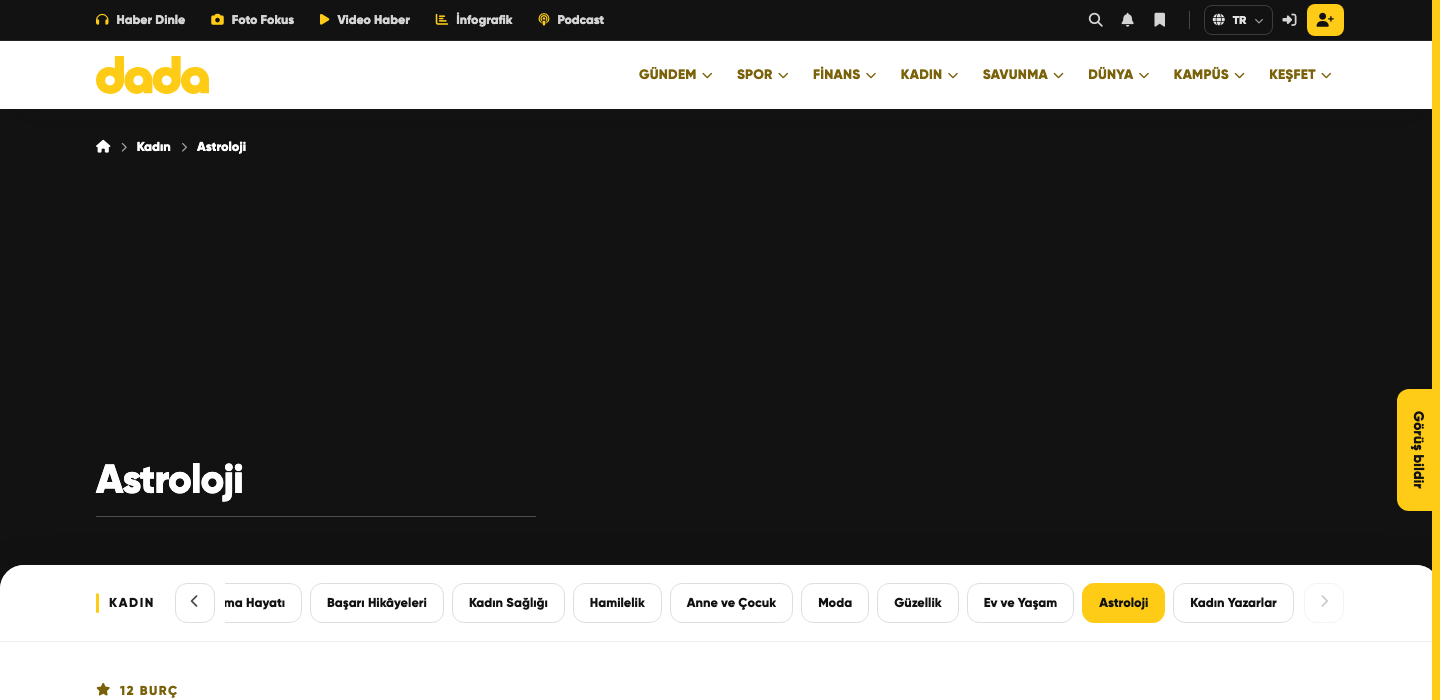 Haber Dinle Foto Fokus Video Haber İnfografik Podcast TR
dada GÜNDEM SPOR FİNANS KADIN SAVUNMA DÜNYA KAMPÜS KEŞFET
Kadın Astroloji
Görüş bildir
Astroloji
KADIN ma Hayatı Başarı Hikâyeleri Kadın Sağlığı Hamilelik Anne ve Çocuk Moda Güzellik Ev ve Yaşam Astroloji Kadın Yazarlar
12 BURÇ